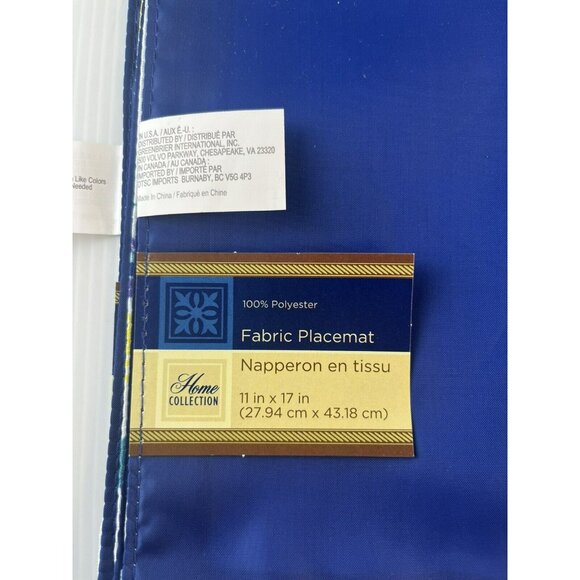 N U.S.A. / AUX É.-U. :
DISTRIBUTED BY / DISTRIBUÉ PAR
GREENBRIER INTERNATIONAL, INC.
500 VOLVO PARKWAY, CHESAPEAKE, VA 23320
IN CANADA / AU CANADA :
IMPORTED BY / IMPORTÉ PAR
DTSC IMPORTS BURNABY, BC V5G 4P3
Made In China / Fabriqué en Chine
Like Colors
Needed
100% Polyester
Fabric Placemat
Napperon en tissu
Home
COLLECTION
11 in x 17 in
(27.94 cm x 43.18 cm)